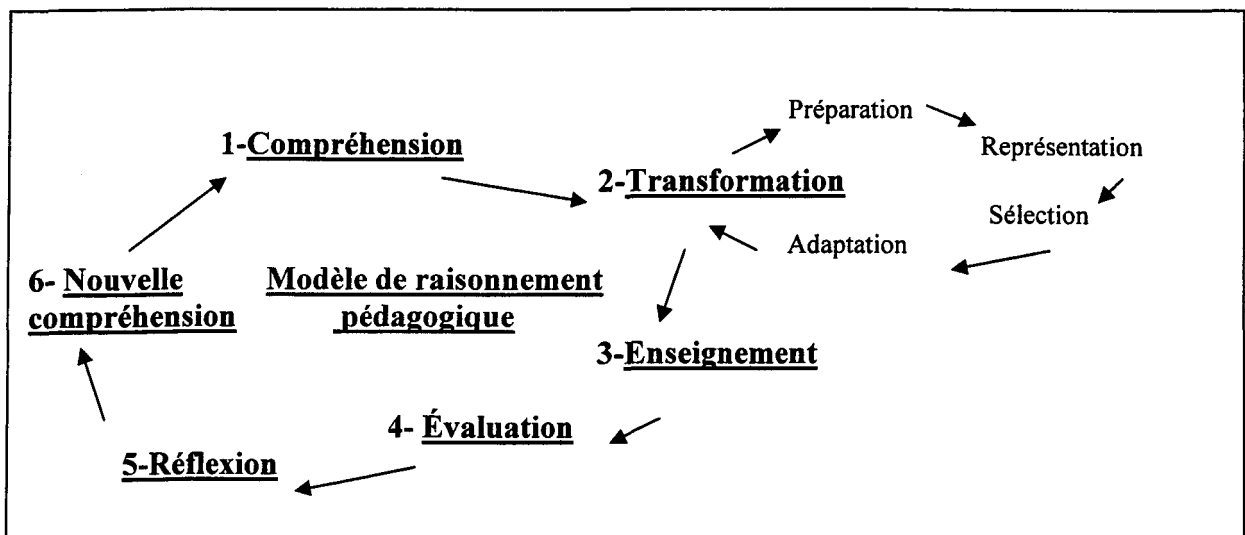 Préparation
1-Compréhension
Représentation
2-Transformation
Sélection
Adaptation
6- Nouvelle
compréhension
Modèle de raisonnement
pédagogique
3-Enseignement
4- Évaluation
5-Réflexion